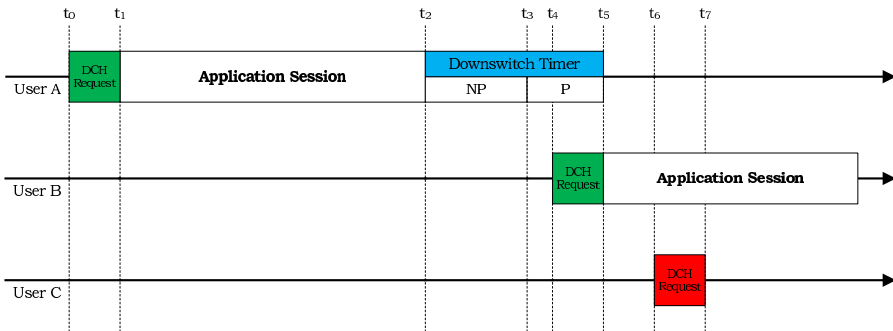 t0 t1 t2 t3 t4 t5 t6 t7
DCH
Request
Application Session
Downswitch Timer
User A
NP P
DCH
Request
Application Session
User B
DCH
Request
User C